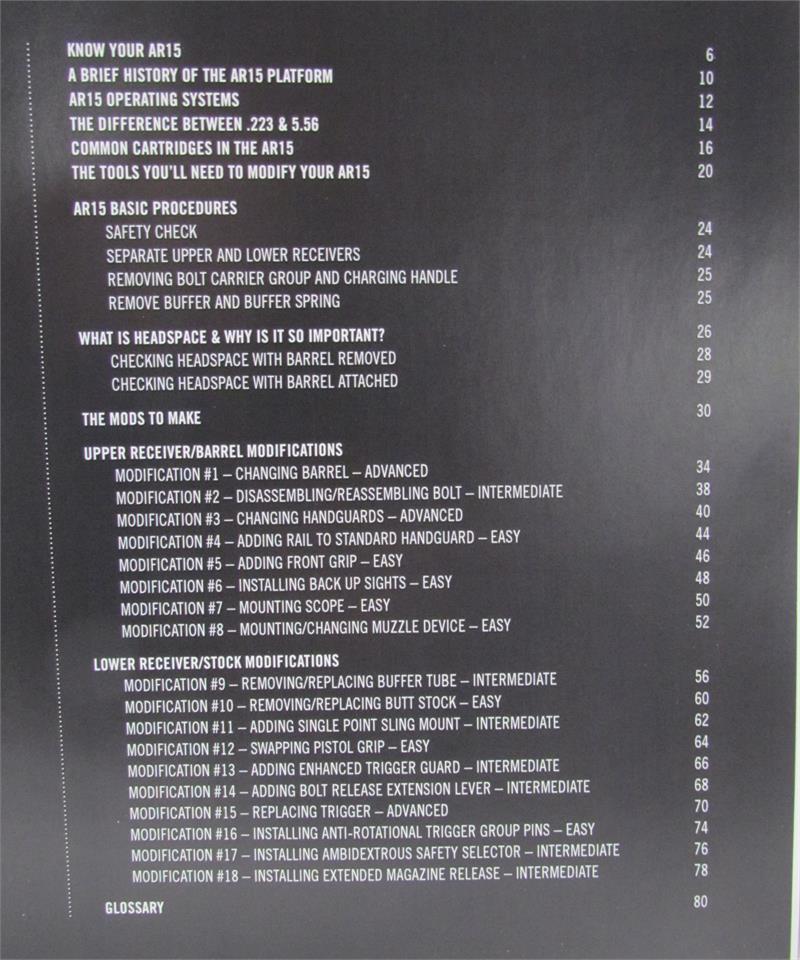 KNOW YOUR AR15 6
A BRIEF HISTORY OF THE AR15 PLATFORM 10
AR15 OPERATING SYSTEMS 12
THE DIFFERENCE BETWEEN .223 & 5.56 14
COMMON CARTRIDGES IN THE AR15 16
THE TOOLS YOU'LL NEED TO MODIFY YOUR AR15 20
AR15 BASIC PROCEDURES
SAFETY CHECK 24
SEPARATE UPPER AND LOWER RECEIVERS 24
REMOVING BOLT CARRIER GROUP AND CHARGING HANDLE 25
REMOVE BUFFER AND BUFFER SPRING 25
WHAT IS HEADSPACE & WHY IS IT SO IMPORTANT? 26
CHECKING HEADSPACE WITH BARREL REMOVED 28
CHECKING HEADSPACE WITH BARREL ATTACHED 29
THE MODS TO MAKE 30
UPPER RECEIVER/BARREL MODIFICATIONS
MODIFICATION #1 – CHANGING BARREL – ADVANCED 34
MODIFICATION #2 – DISASSEMBLING/REASSEMBLING BOLT – INTERMEDIATE 38
MODIFICATION #3 – CHANGING HANDGUARDS – ADVANCED 40
MODIFICATION #4 – ADDING RAIL TO STANDARD HANDGUARD – EASY 44
MODIFICATION #5 – ADDING FRONT GRIP – EASY 46
MODIFICATION #6 – INSTALLING BACK UP SIGHTS – EASY 48
MODIFICATION #7 – MOUNTING SCOPE – EASY 50
MODIFICATION #8 – MOUNTING/CHANGING MUZZLE DEVICE – EASY 52
LOWER RECEIVER/STOCK MODIFICATIONS
MODIFICATION #9 – REMOVING/REPLACING BUFFER TUBE – INTERMEDIATE 56
MODIFICATION #10 – REMOVING/REPLACING BUTT STOCK – EASY 60
MODIFICATION #11 – ADDING SINGLE POINT SLING MOUNT – INTERMEDIATE 62
MODIFICATION #12 – SWAPPING PISTOL GRIP – EASY 64
MODIFICATION #13 – ADDING ENHANCED TRIGGER GUARD – INTERMEDIATE 66
MODIFICATION #14 – ADDING BOLT RELEASE EXTENSION LEVER – INTERMEDIATE 68
MODIFICATION #15 – REPLACING TRIGGER – ADVANCED 70
MODIFICATION #16 – INSTALLING ANTI-ROTATIONAL TRIGGER GROUP PINS – EASY 74
MODIFICATION #17 – INSTALLING AMBIDEXTROUS SAFETY SELECTOR – INTERMEDIATE 76
MODIFICATION #18 – INSTALLING EXTENDED MAGAZINE RELEASE – INTERMEDIATE 78
GLOSSARY 80